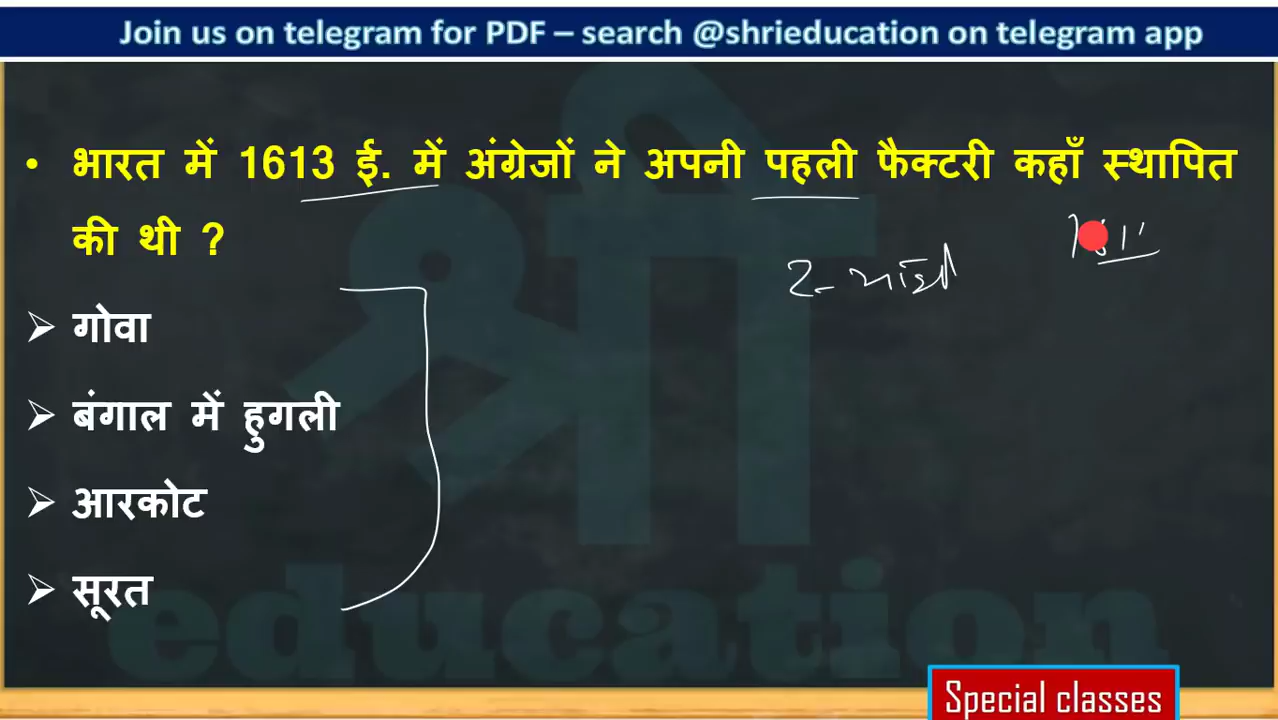 Join us on telegram for PDF – search @shrieducation on telegram app
• भारत में 1613 ई. में अंग्रेजों ने अपनी पहली फैक्टरी कहाँ स्थापित
की थी ?
➢ गोवा
➢ बंगाल में हुगली
➢ आरकोट
➢ सूरत
श्री
education
Special classes